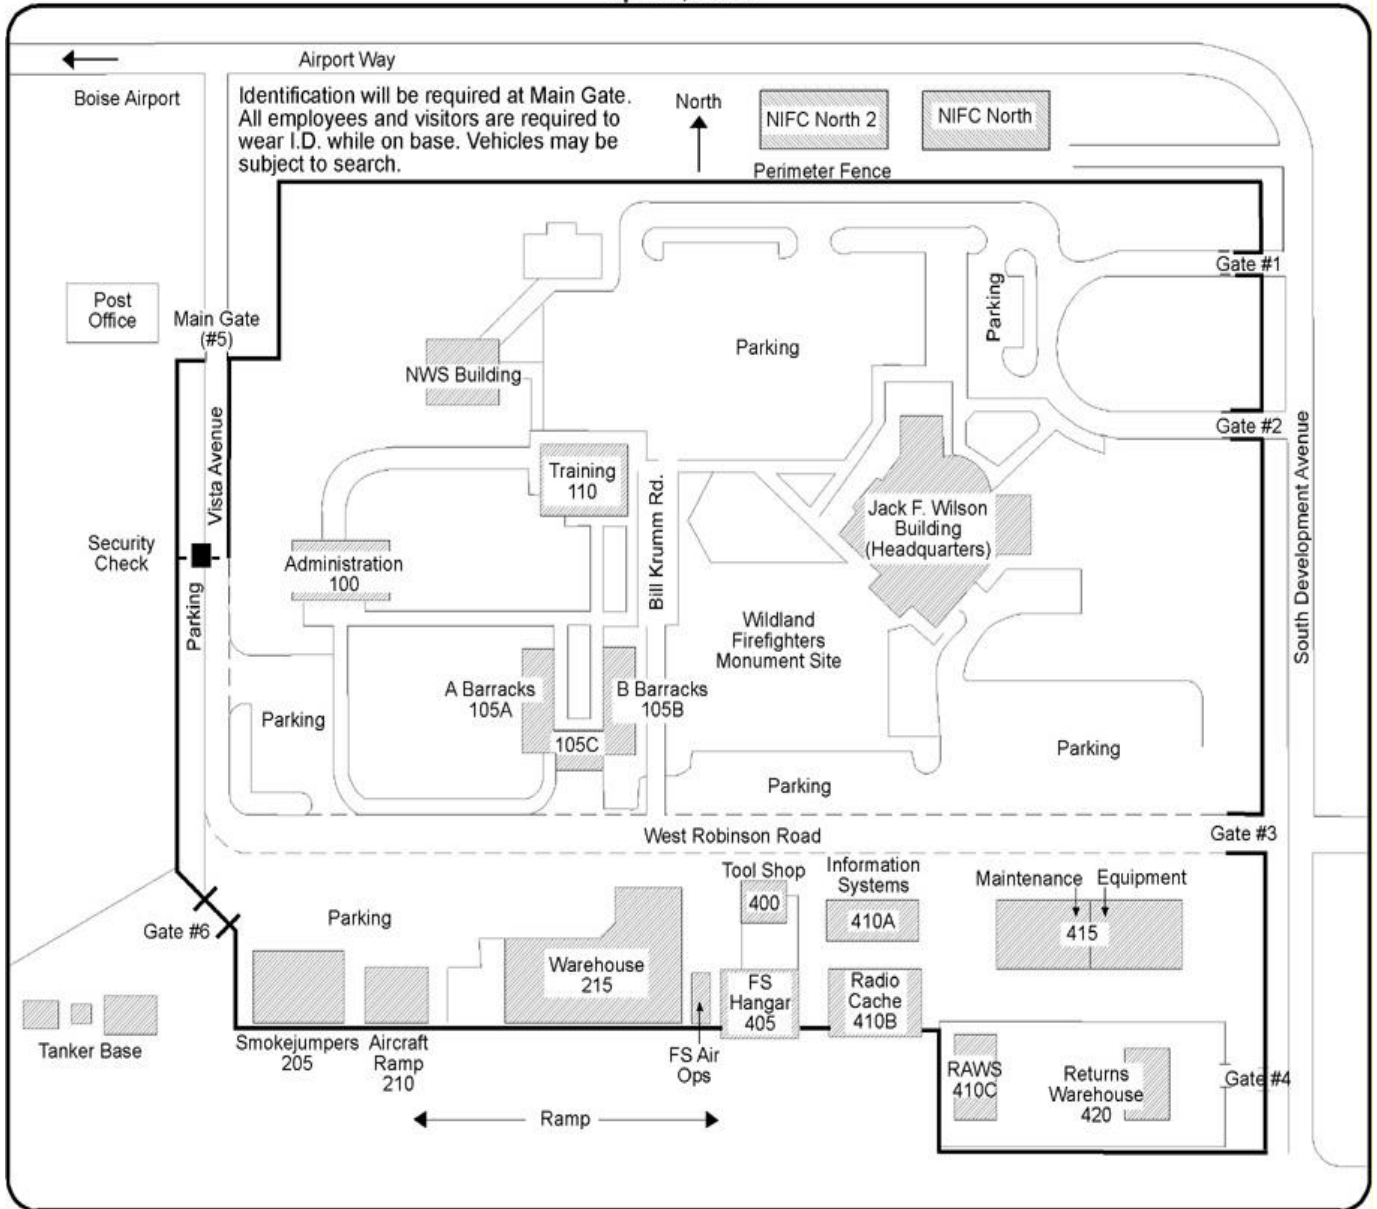 Airport Way
Boise Airport
Identification will be required at Main Gate.
All employees and visitors are required to
wear I.D. while on base. Vehicles may be
subject to search.
North
NIFC North 2
NIFC North
Perimeter Fence
Gate #1
Post
Office
Main Gate
(#5)
Parking
Parking
NWS Building
Vista Avenue
Gate #2
Training
110
Bill Krumm Rd.
Jack F. Wilson
Building
(Headquarters)
South Development Avenue
Security
Check
Administration
100
Parking
Wildland
Firefighters
Monument Site
A Barracks
105A
B Barracks
105B
105C
Parking
Parking
Parking
West Robinson Road
Gate #3
Tool Shop
400
Information
Systems
410A
Maintenance
Equipment
415
Parking
Gate #6
Warehouse
215
FS
Hangar
405
Radio
Cache
410B
Tanker Base
Smokejumpers
205
Aircraft
Ramp
210
FS Air
Ops
RAWS
410C
Returns
Warehouse
420
Gate #4
Ramp